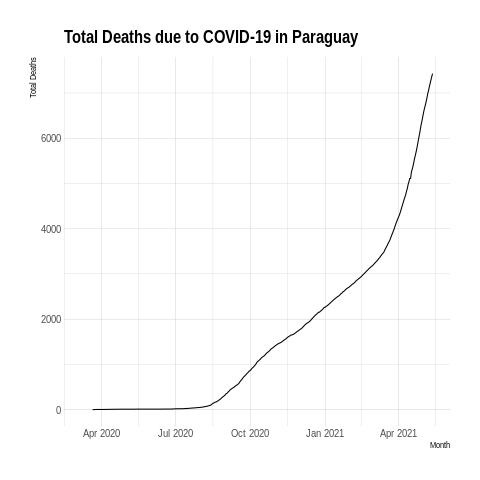 Total Deaths due to COVID-19 in Paraguay
Total Deaths
6000
4000
2000
0
Apr 2020 Jul 2020 Oct 2020 Jan 2021 Apr 2021
Month